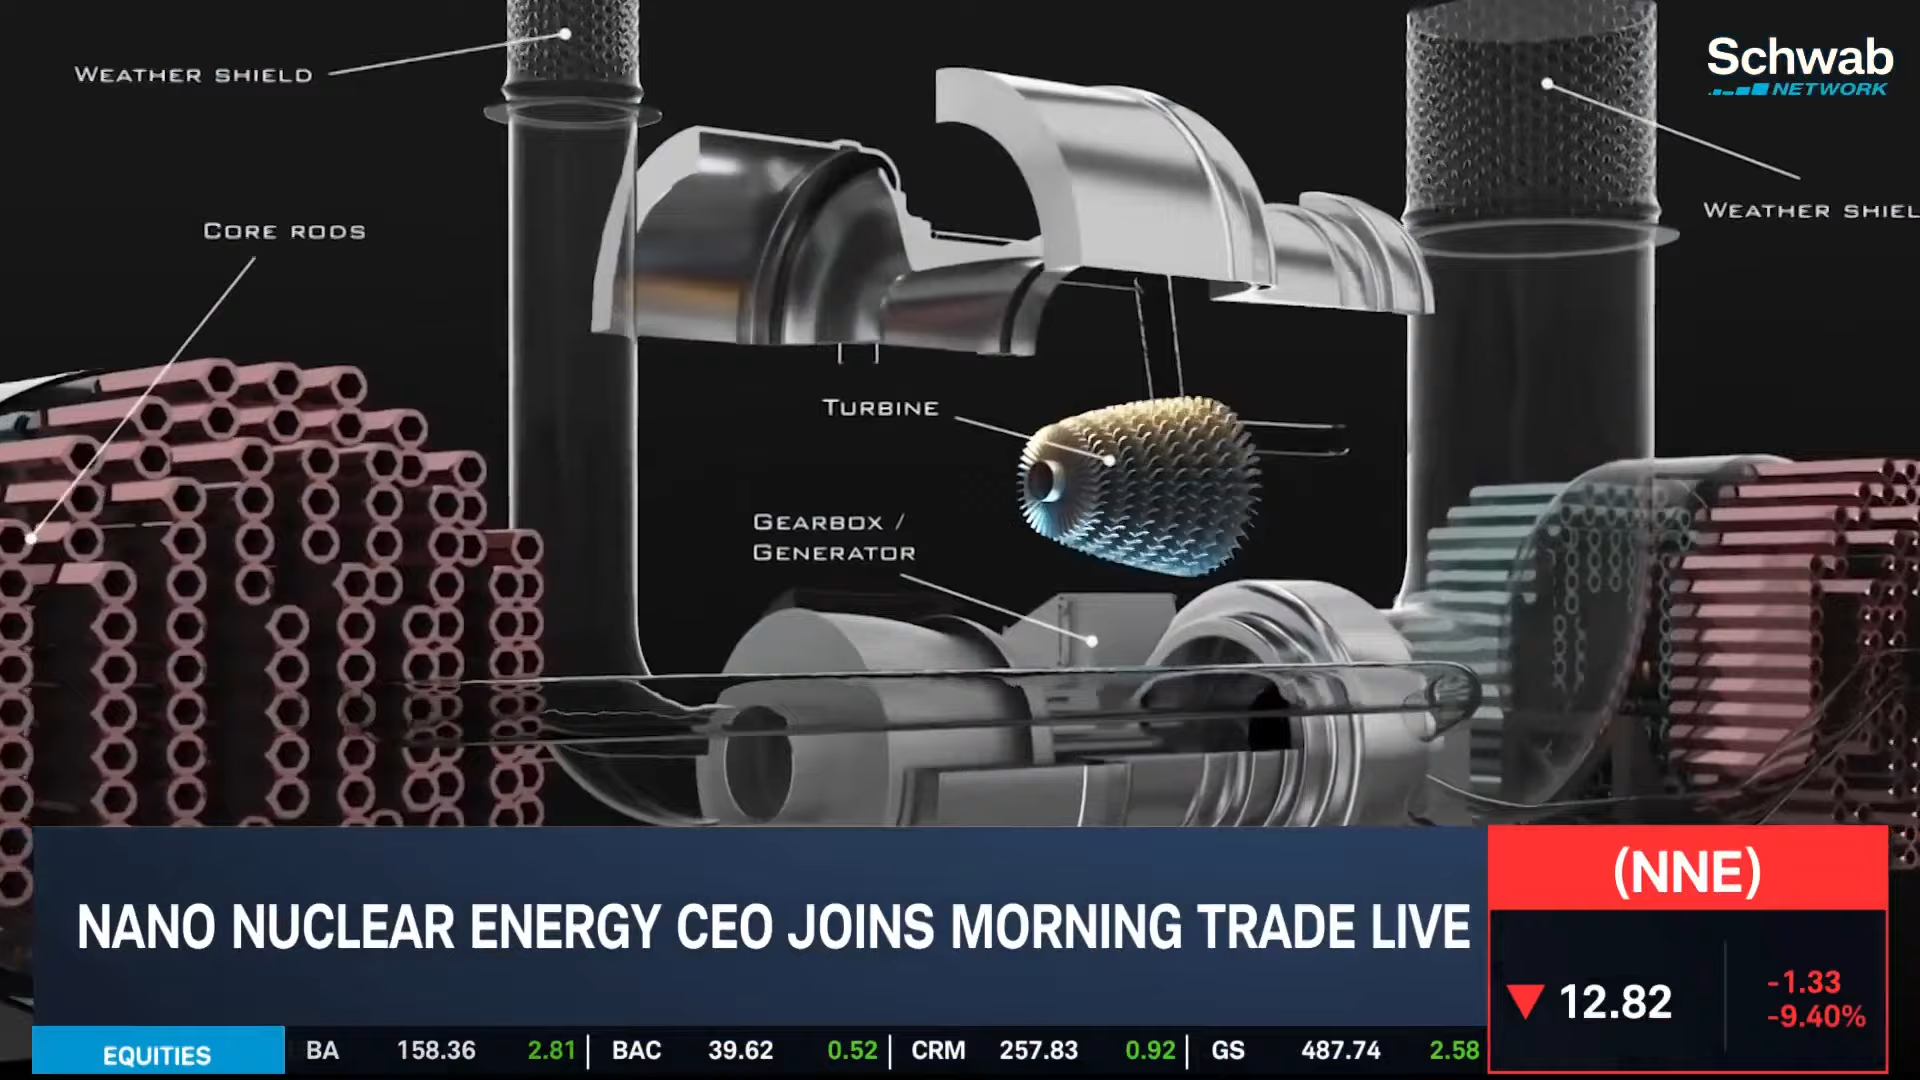 WEATHER SHIELD
Schwab
NETWORK
CORE RODS
WEATHER SHIEL
TURBINE
GEARBOX /
GENERATOR
NANO NUCLEAR ENERGY CEO JOINS MORNING TRADE LIVE
(NNE)
12.82
-1.33
-9.40%
EQUITIES
BA 158.36 2.81 BAC 39.62 0.52 CRM 257.83 0.92 GS 487.74 2.58